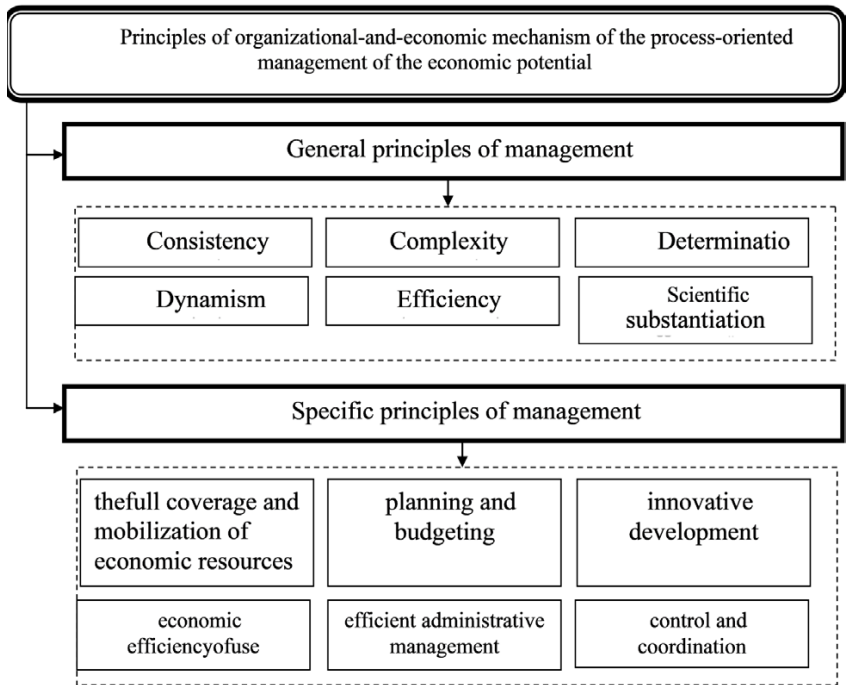 Principles of organizational-and-economic mechanism of the process-oriented
management of the economic potential
General principles of management
Consistency
Complexity
Determinatio
Dynamism
Efficiency
Scientific
substantiation
Specific principles of management
thefull coverage and
mobilization of
economic resources
planning and
budgeting
innovative
development
economic
efficiencyofuse
efficient administrative
management
control and
coordination